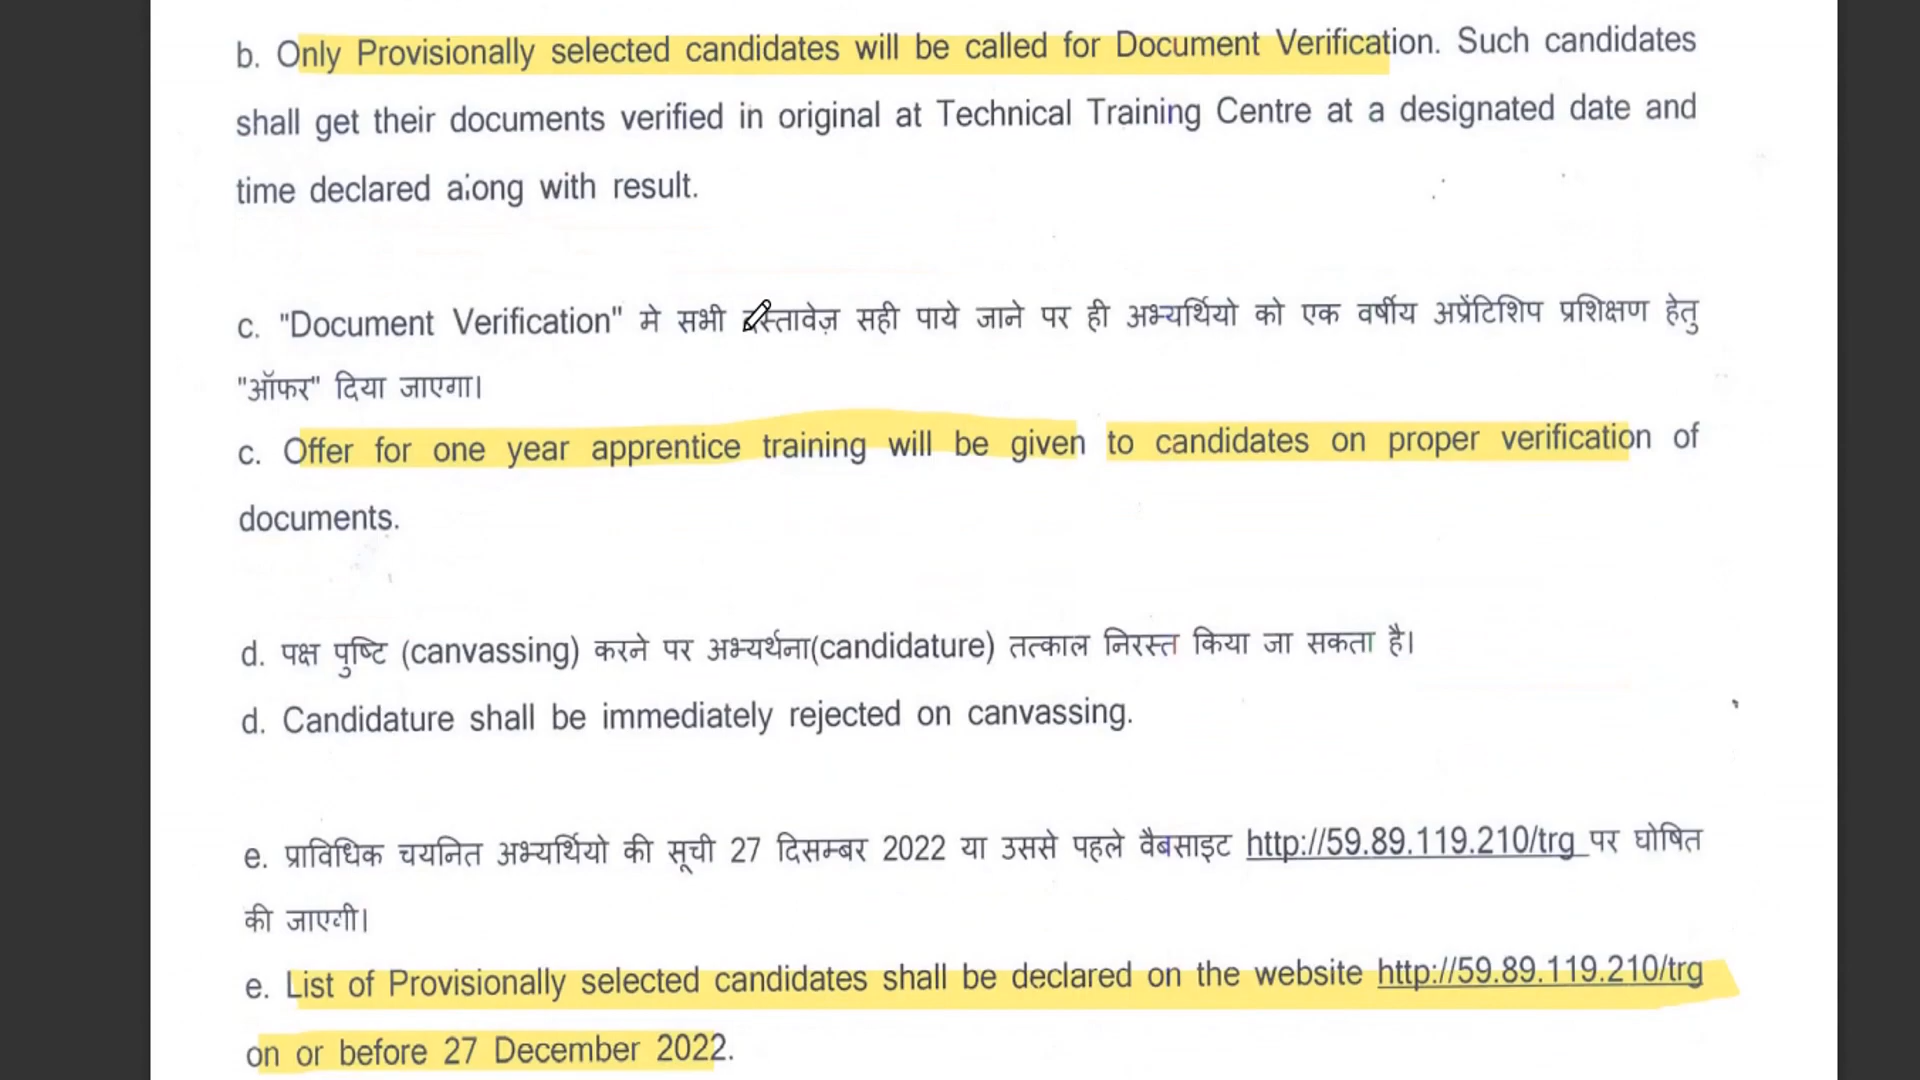 b. Only Provisionally selected candidates will be called for Document Verification. Such candidates
shall get their documents verified in original at Technical Training Centre at a designated date and
time declared along with result.
c. "Document Verification" मे सभी दस्तावेज़ सही पाये जाने पर ही अभ्यर्थियो को एक वर्षीय अप्रेंटिशिप प्रशिक्षण हेतु
"ऑफर" दिया जाएगा।
c. Offer for one year apprentice training will be given to candidates on proper verification of
documents.
d. पक्ष पुष्टि (canvassing) करने पर अभ्यर्थना(candidature) तत्काल निरस्त किया जा सकता है।
d. Candidature shall be immediately rejected on canvassing.
e. प्राविधिक चयनित अभ्यर्थियो की सूची 27 दिसम्बर 2022 या उससे पहले वैबसाइट http://59.89.119.210/trg पर घोषित
की जाएगी।
e. List of Provisionally selected candidates shall be declared on the website http://59.89.119.210/trg
on or before 27 December 2022.